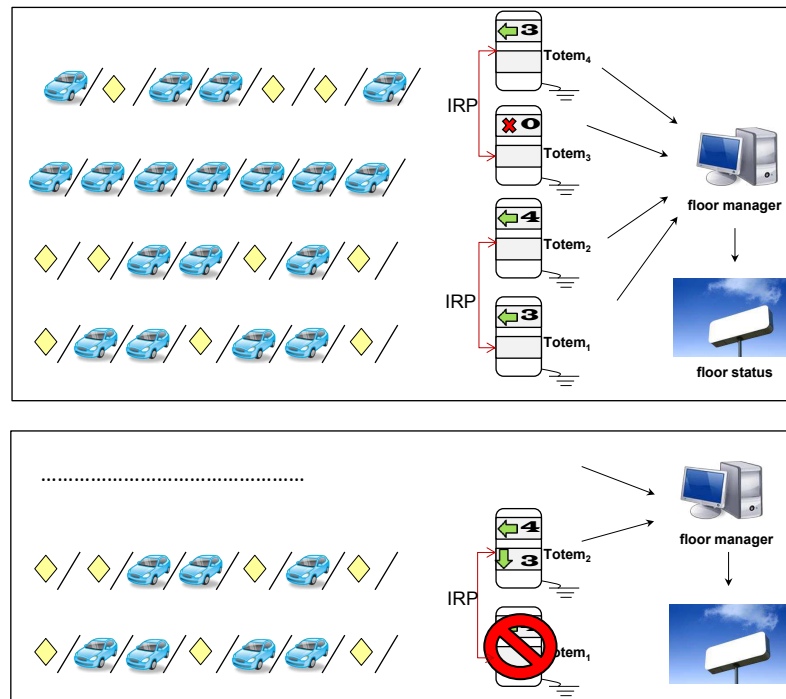 3
Totem4
IRP
0
Totem3
floor manager
4
Totem2
IRP
3
Totem1
floor status
...............................................
floor manager
4
3
Totem2
IRP
otem1